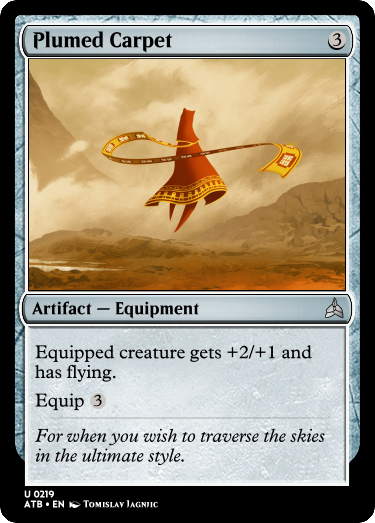 Plumed Carpet 3
Artifact — Equipment
Equipped creature gets +2/+1 and
has flying.
Equip 3
For when you wish to traverse the skies
in the ultimate style.
U 0219
ATB • EN Tomislav Jagnjic